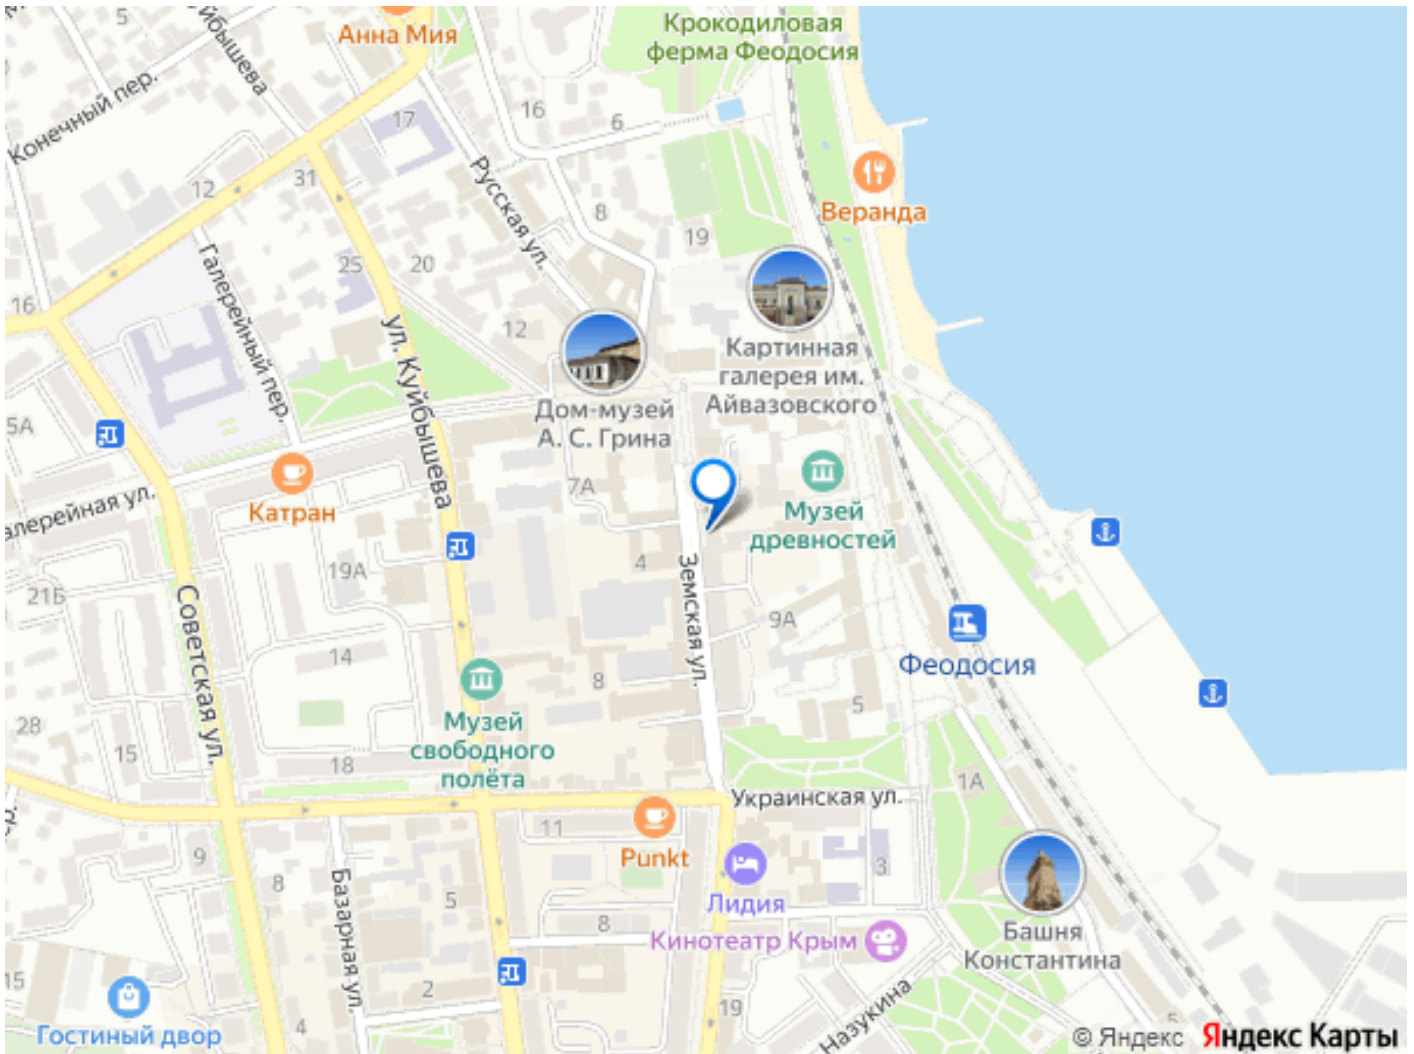 5
Куйбышева
Анна Мия
Крокодиловая
ферма Феодосия
Конечный пер.
17
16
6
12
31
Русская ул.
Веранда
8
19
Галерейный пер.
25
20
16
12
ул. Куйбышева
Картинная
галерея им.
Айвазовского
Дом-музей
А. С. Грина
5А
7А
Катран
алерейная ул.
Музей
древностей
19А
4
Земская ул.
21Б
Советская ул.
9А
14
Феодосия
8
5
28
Музей
свободного
полёта
15
18
1А
Украинская ул.
11
Punkt
9
8
Базарная ул.
5
3
Лидия
8
Кинотеатр Крым
Башня
Константина
15
2
19
Назукина
4
Гостиный двор
© Яндекс Яндекс Карты